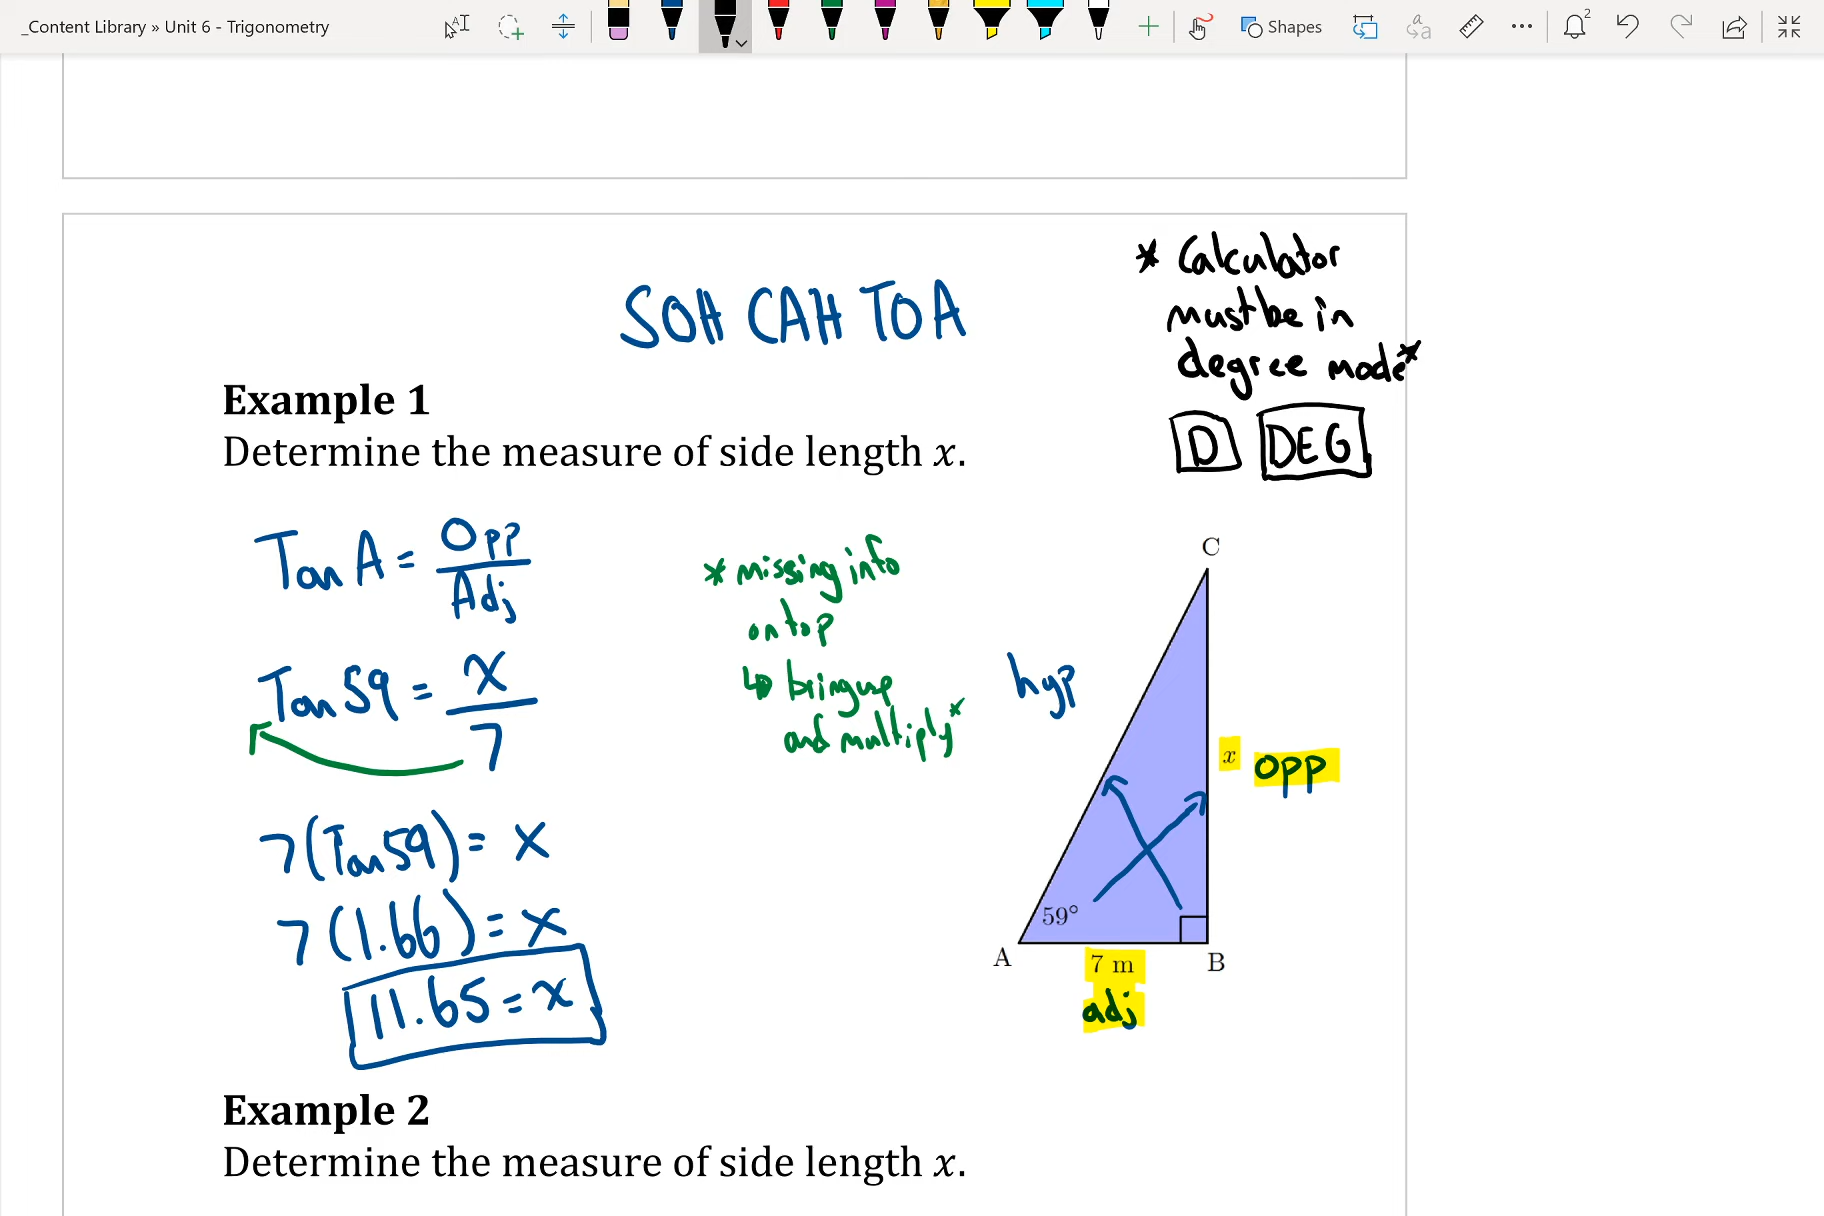 _Content Library » Unit 6 - Trigonometry
Shapes
2
* Calculator
must be in
degree mode*
D DEG
SOH CAH TOA
Example 1
Determine the measure of side length x.
Tan A = Opp
Adj
Tan 59 = x
7
7(Tan 59) = x
7(1.66) = x
11.65 = x
* missing info
on top
↳ bring up
and multiply*
C
hyp
x opp
59°
A 7 m B
adj
Example 2
Determine the measure of side length x.